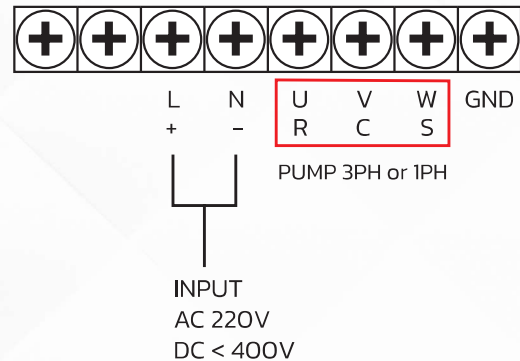 L N U V W GND
+ - R C S
PUMP 3PH or 1PH
INPUT
AC 220V
DC < 400V